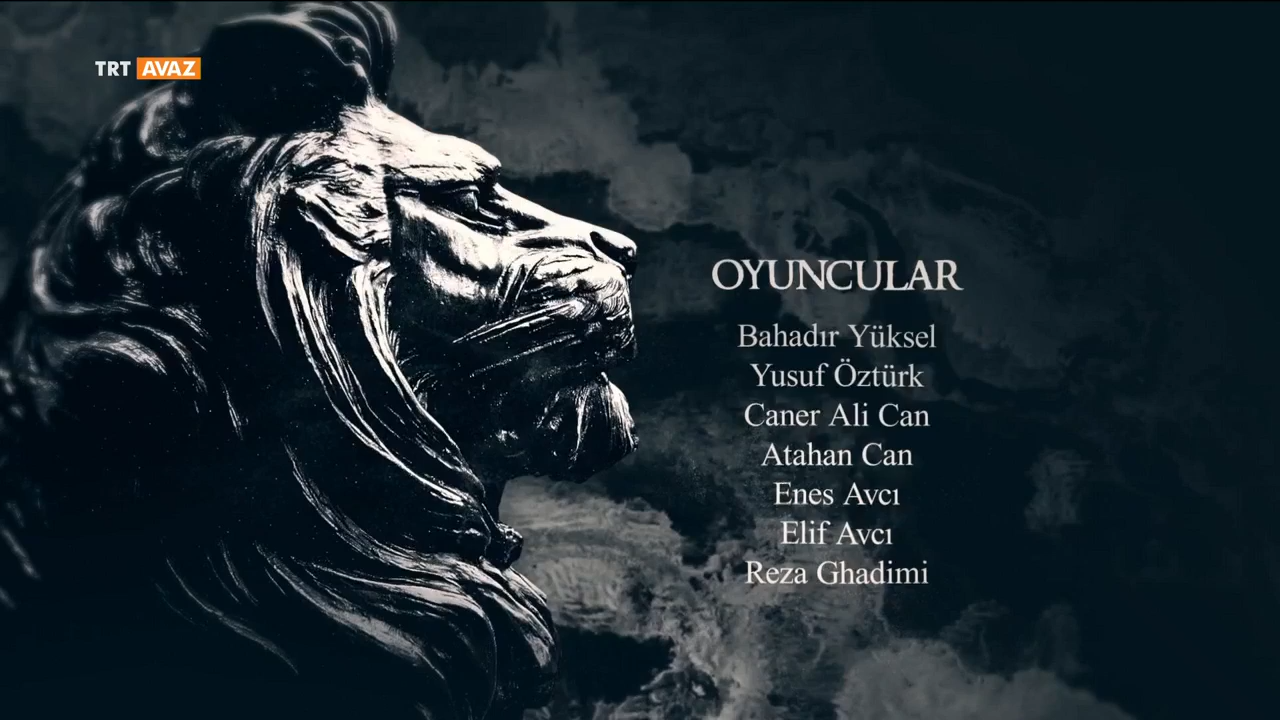 TRT AVAZ
OYUNCULAR
Bahadır Yüksel
Yusuf Öztürk
Caner Ali Can
Atahan Can
Enes Avcı
Elif Avcı
Reza Ghadimi